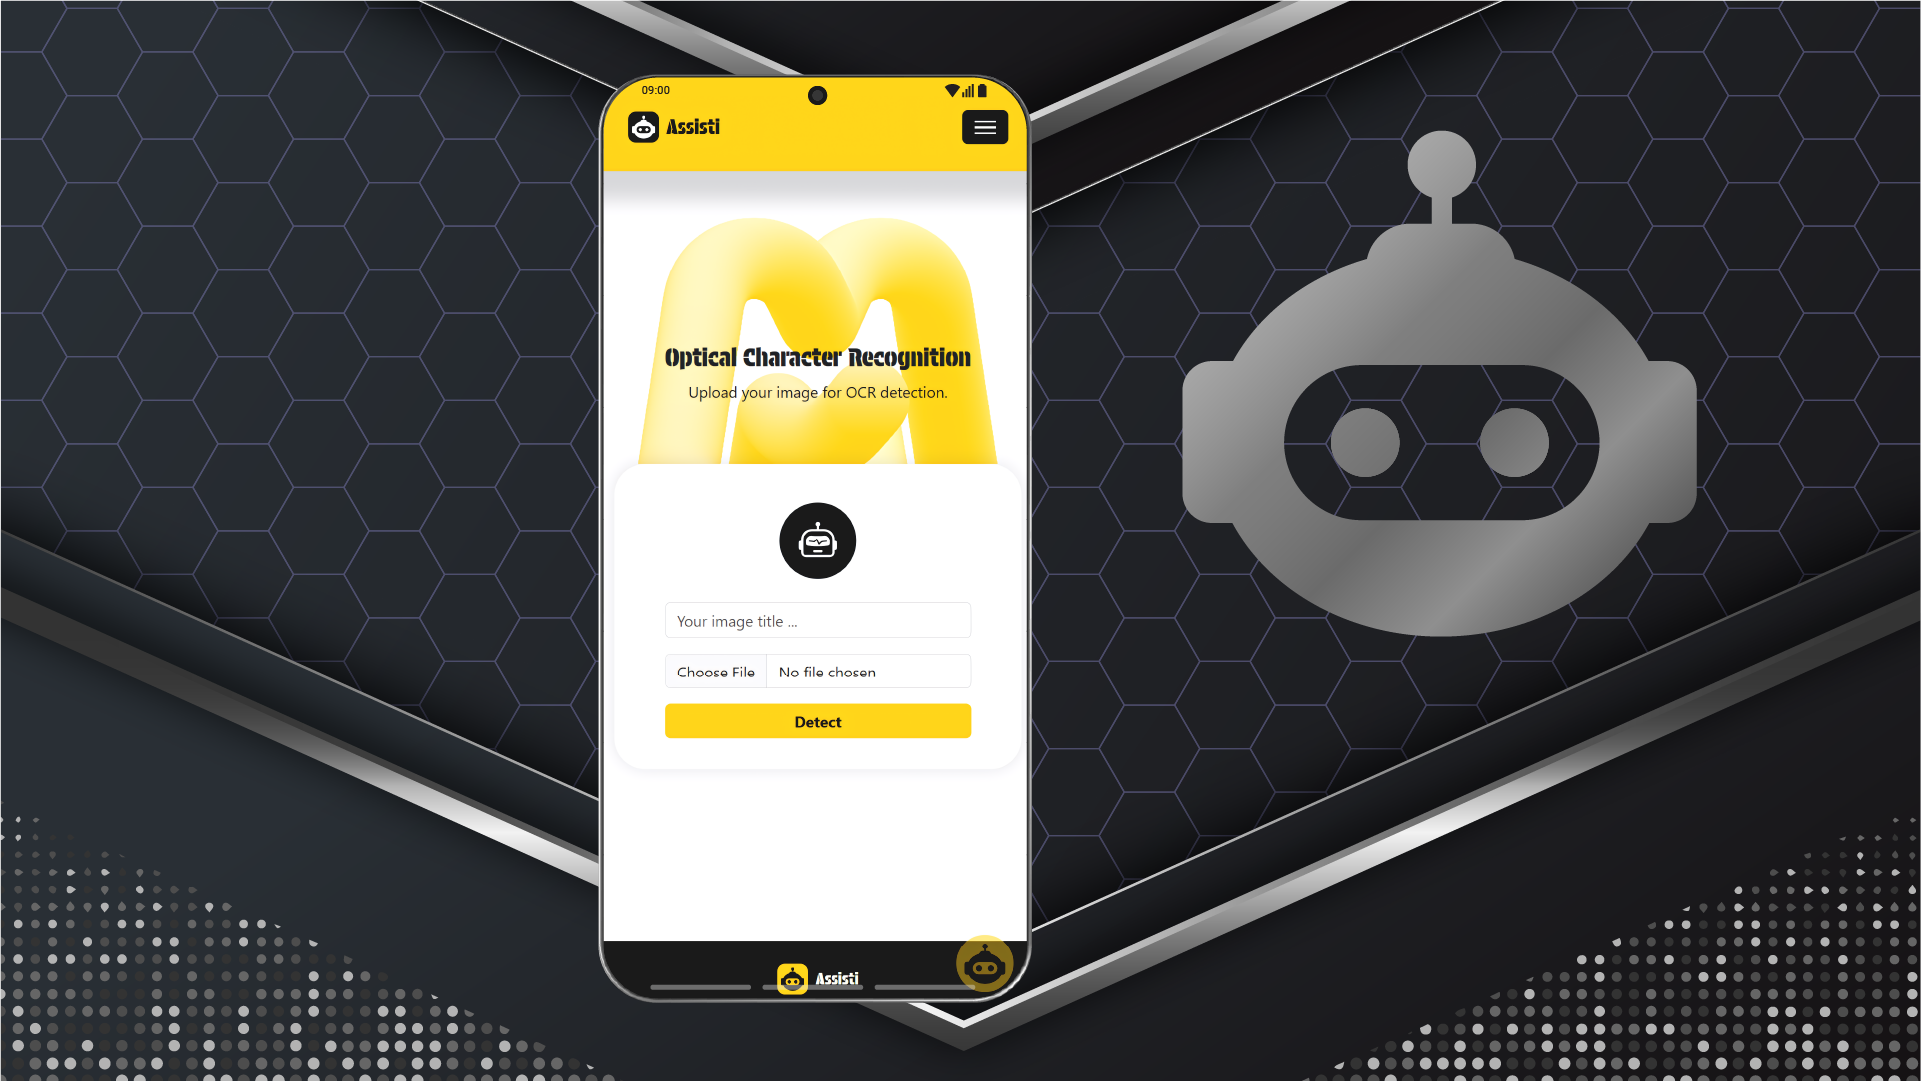 09:00
Assisti
Optical Character Recognition
Upload your image for OCR detection.
Your image title ...
Choose File No file chosen
Detect
Assisti